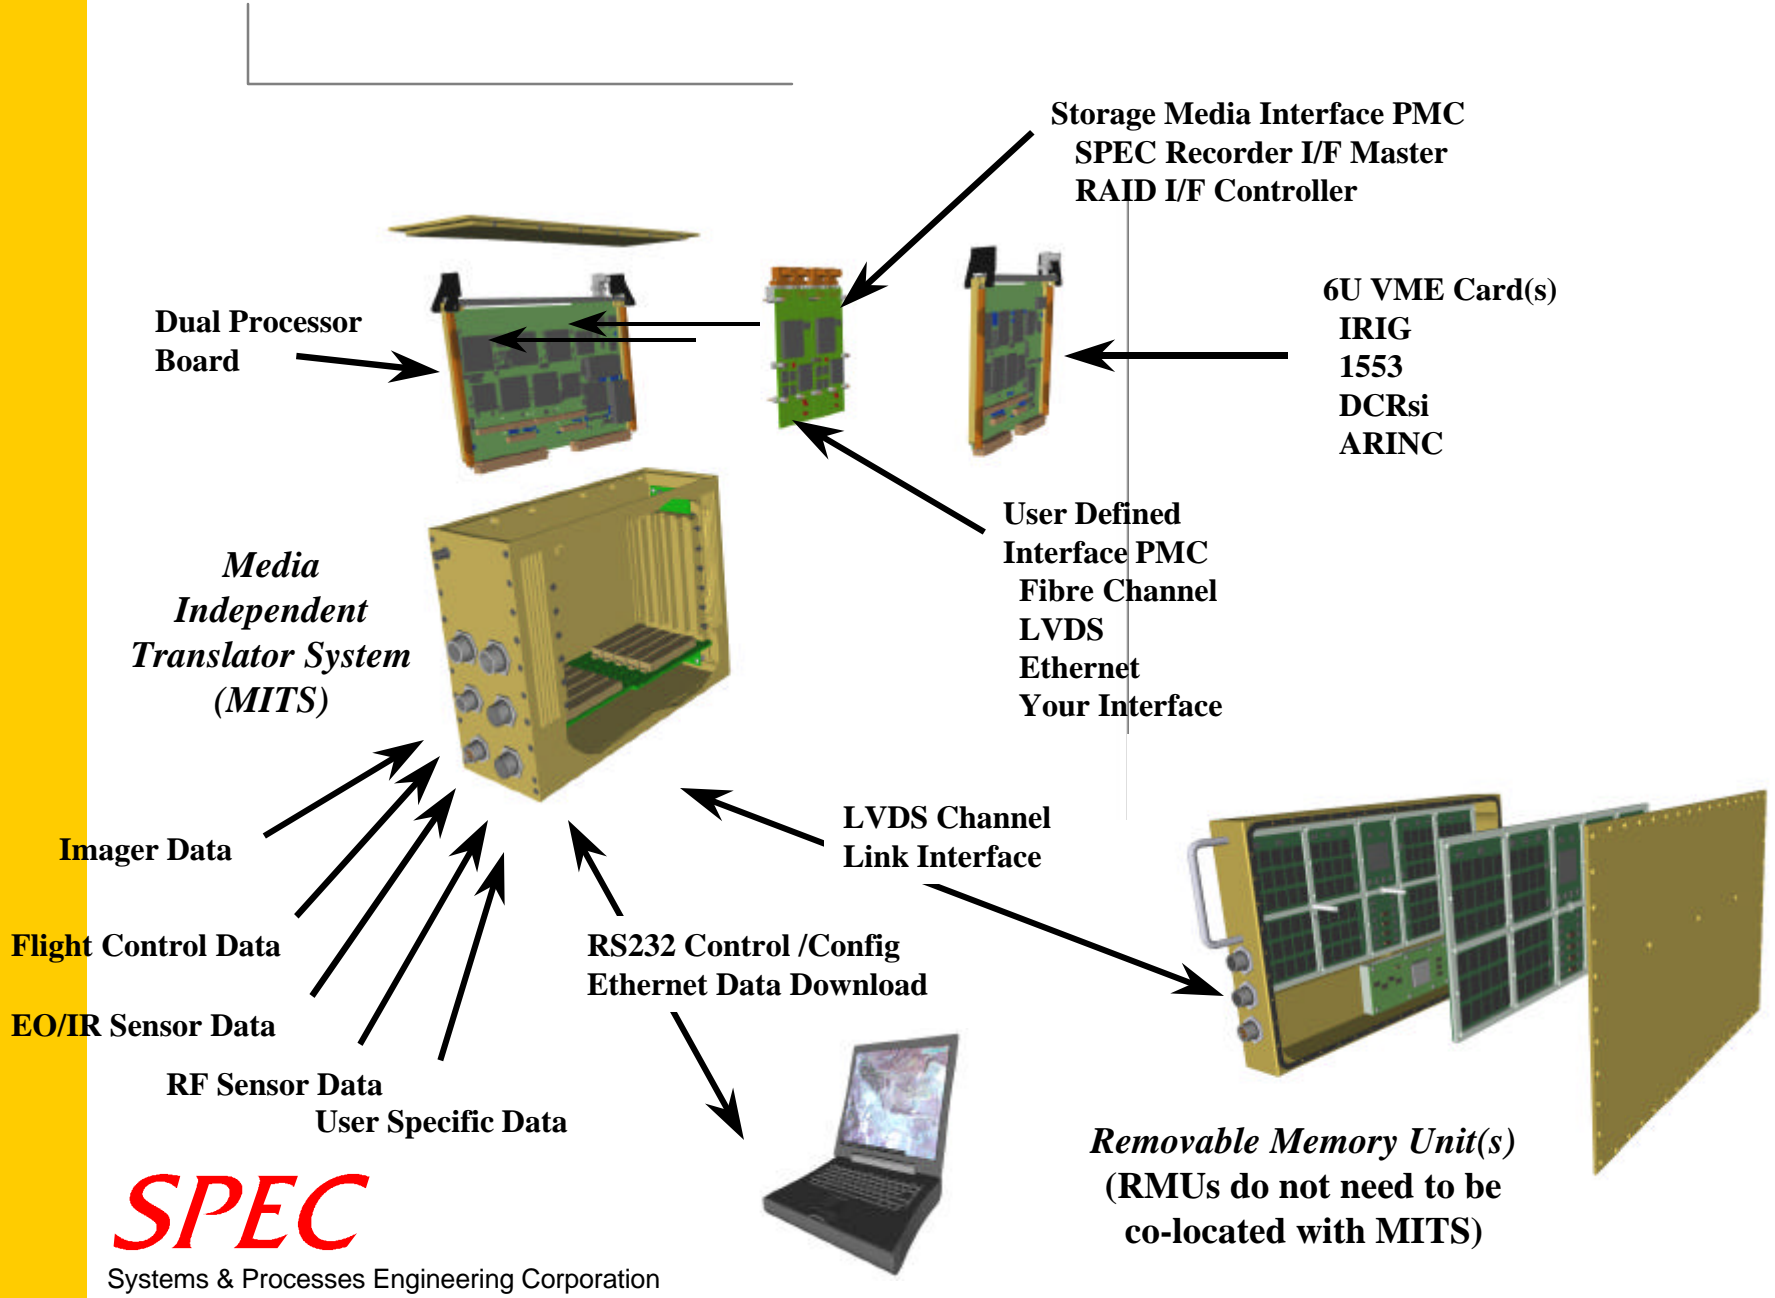 Storage Media Interface PMC
SPEC Recorder I/F Master
RAID I/F Controller
6U VME Card(s)
IRIG
1553
DCRsi
ARINC
Dual Processor
Board
User Defined
Interface PMC
Fibre Channel
LVDS
Ethernet
Your Interface
Media
Independent
Translator System
(MITS)
LVDS Channel
Link Interface
Imager Data
Flight Control Data
EO/IR Sensor Data
RF Sensor Data
User Specific Data
RS232 Control /Config
Ethernet Data Download
Removable Memory Unit(s)
(RMUs do not need to be
co-located with MITS)
SPEC
Systems & Processes Engineering Corporation